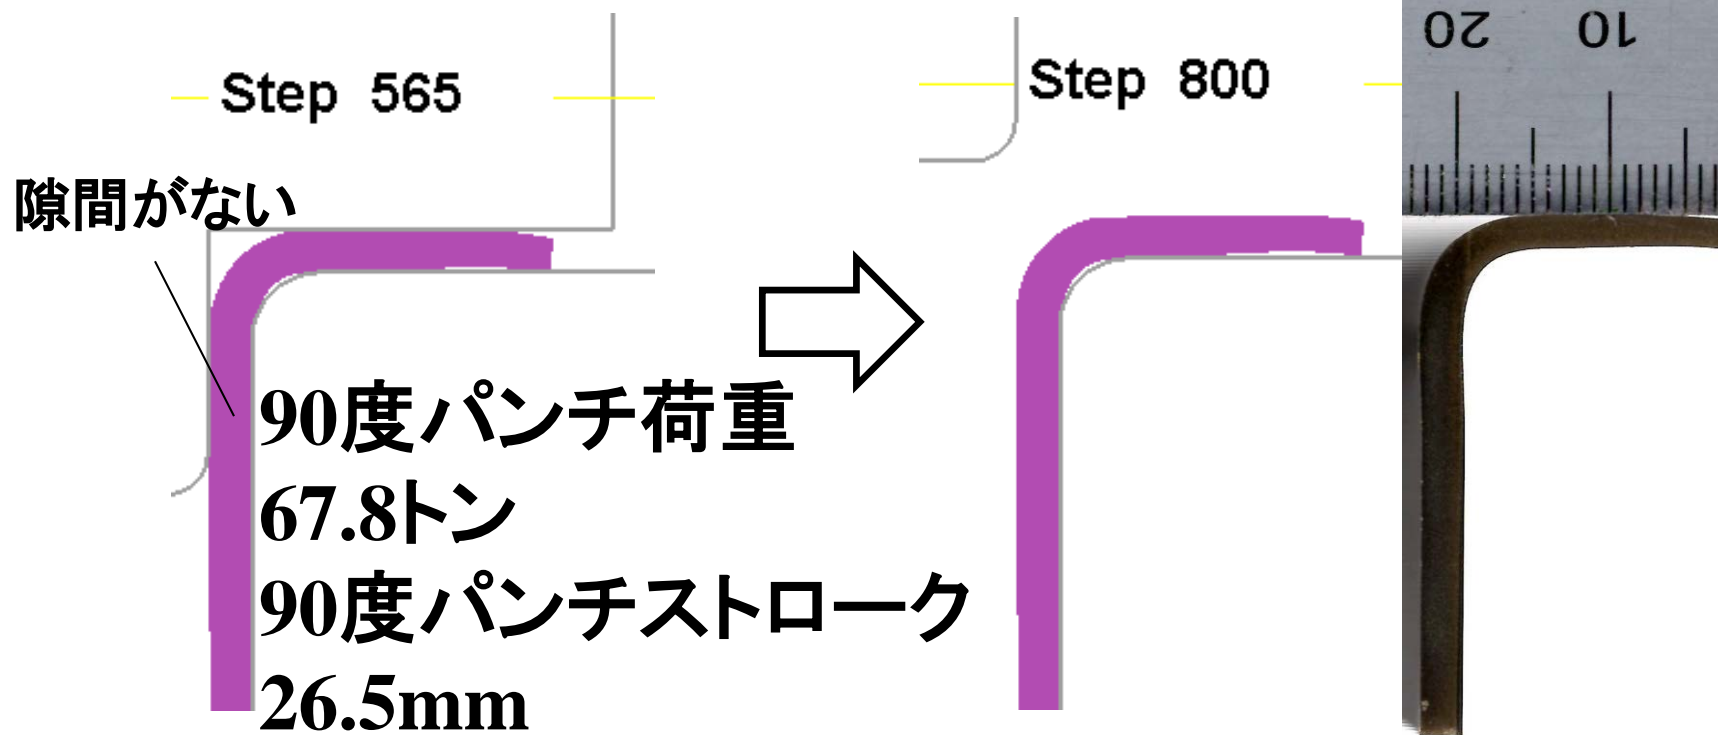 Step 565
Step 800
20 10
隙間がない
90度パンチ荷重
67.8トン
90度パンチストローク
26.5mm